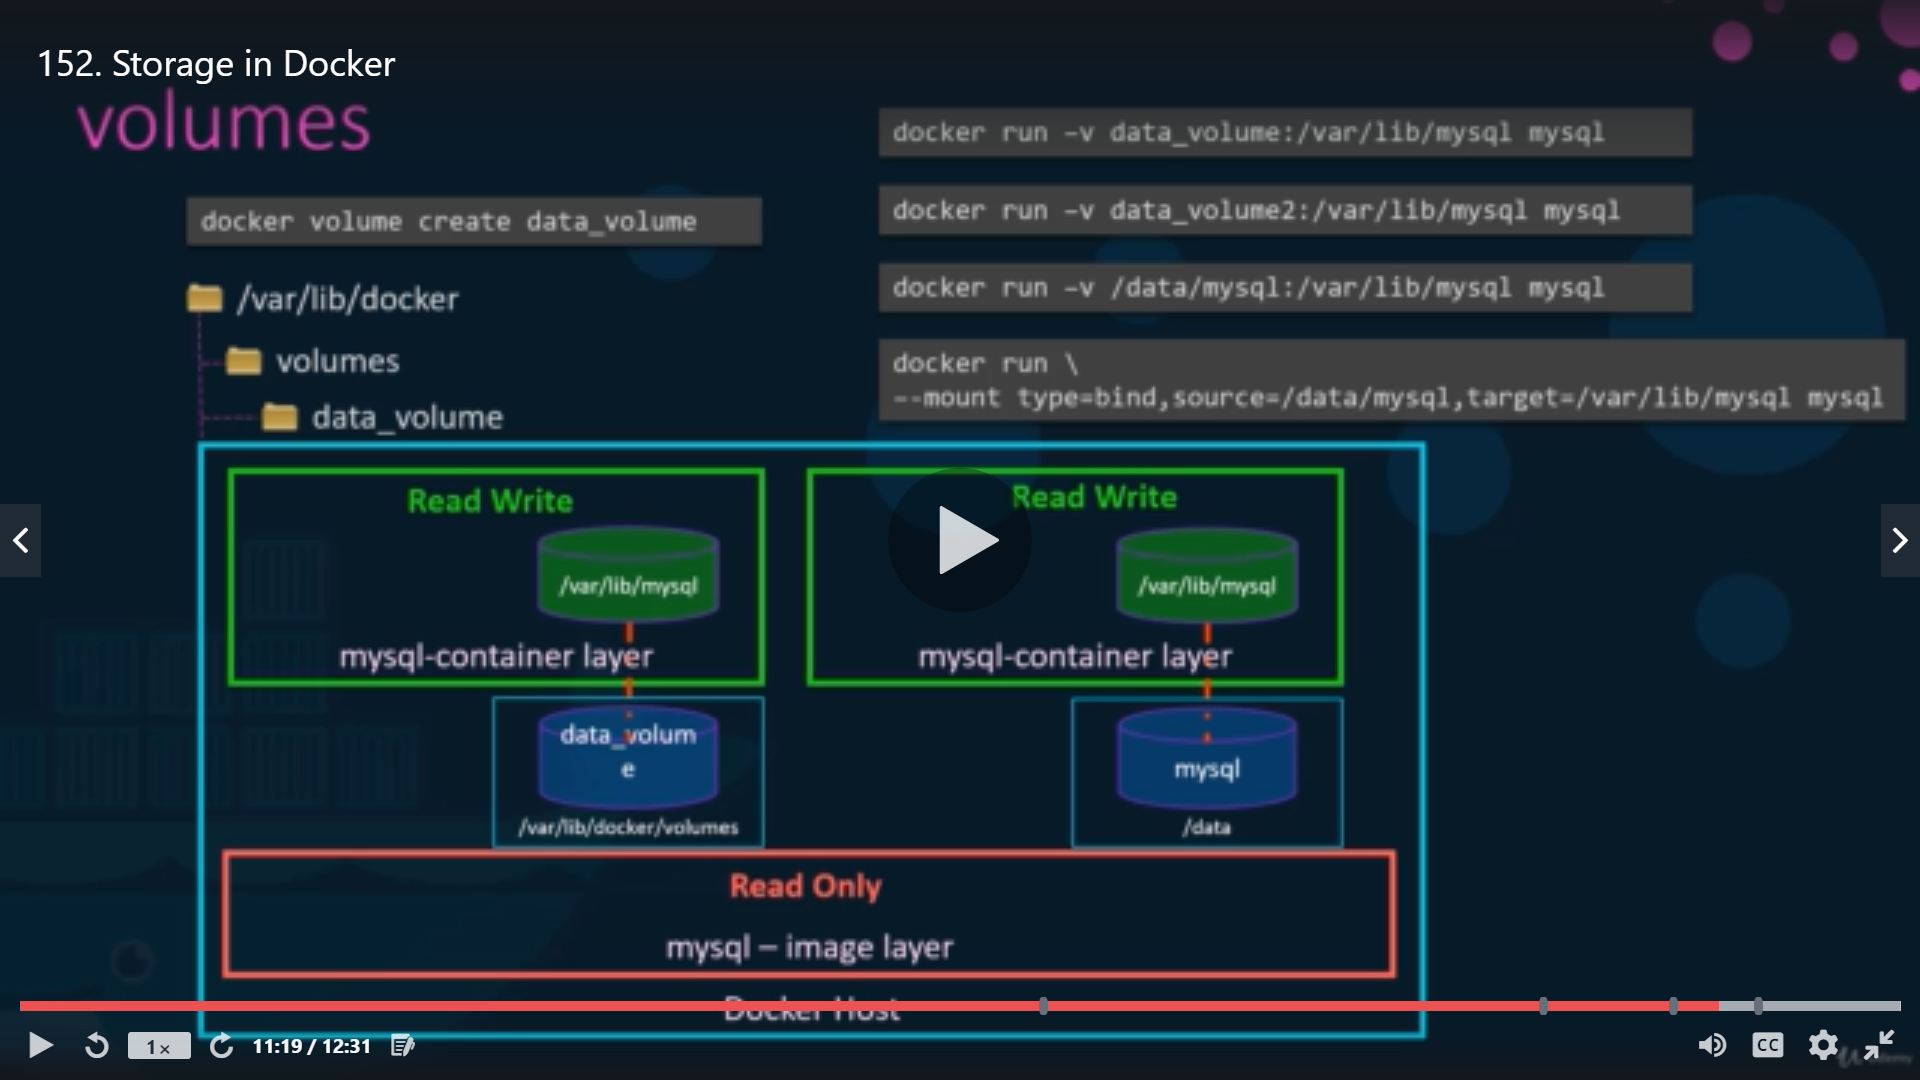 152. Storage in Docker
volumes
docker volume create data_volume
/var/lib/docker
volumes
data_volume
docker run –v data_volume:/var/lib/mysql mysql
docker run –v data_volume2:/var/lib/mysql mysql
docker run –v /data/mysql:/var/lib/mysql mysql
docker run \
--mount type=bind,source=/data/mysql,target=/var/lib/mysql mysql
Read Write
/var/lib/mysql
mysql-container layer
data_volum
e
/var/lib/docker/volumes
Read Write
/var/lib/mysql
mysql-container layer
mysql
/data
Read Only
mysql – image layer
Docker Host
1x
11:19 / 12:31
CC